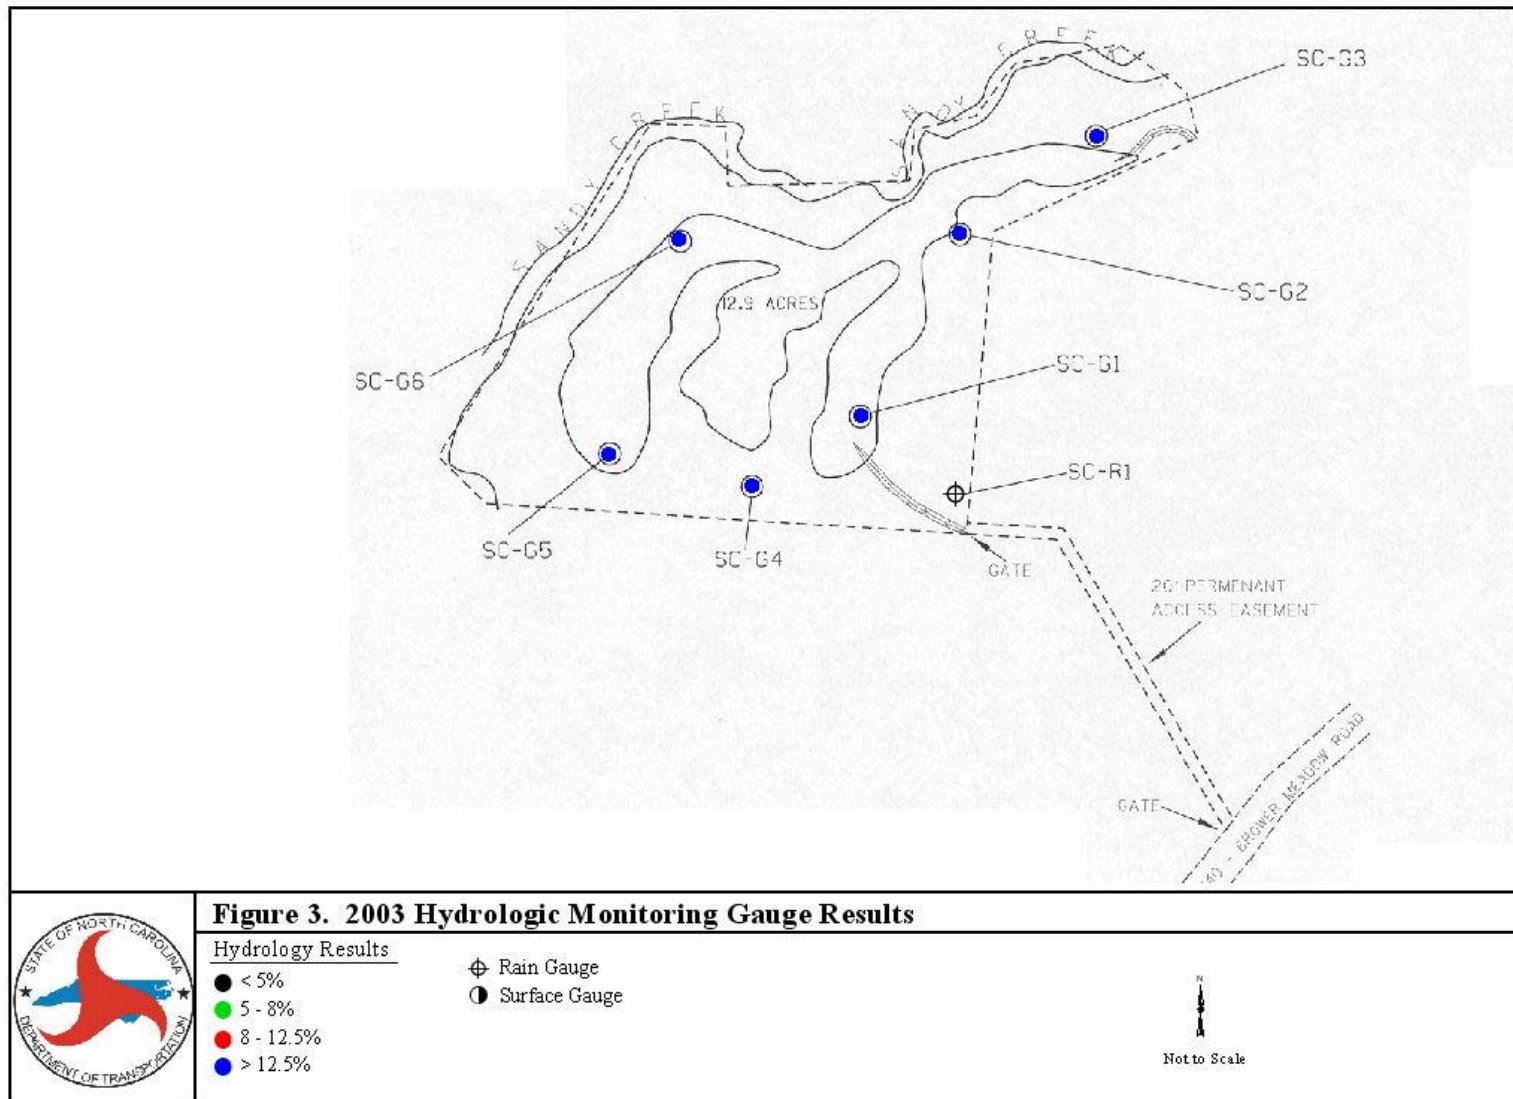 SANDY CREEK
SC-G3
SANDY CREEK
SC-G2
12.9 ACRES
SC-G6
SC-G1
SC-R1
SC-G5
SC-G4
GATE
20' PERMENANT
ACCESS EASEMENT
GATE
- BROWER MEADOW ROAD
Figure 3. 2003 Hydrologic Monitoring Gauge Results
Hydrology Results
< 5%
5 - 8%
8 - 12.5%
> 12.5%
Rain Gauge
Surface Gauge
N
Not to Scale
STATE OF NORTH CAROLINA
DEPARTMENT OF TRANSPORTATION